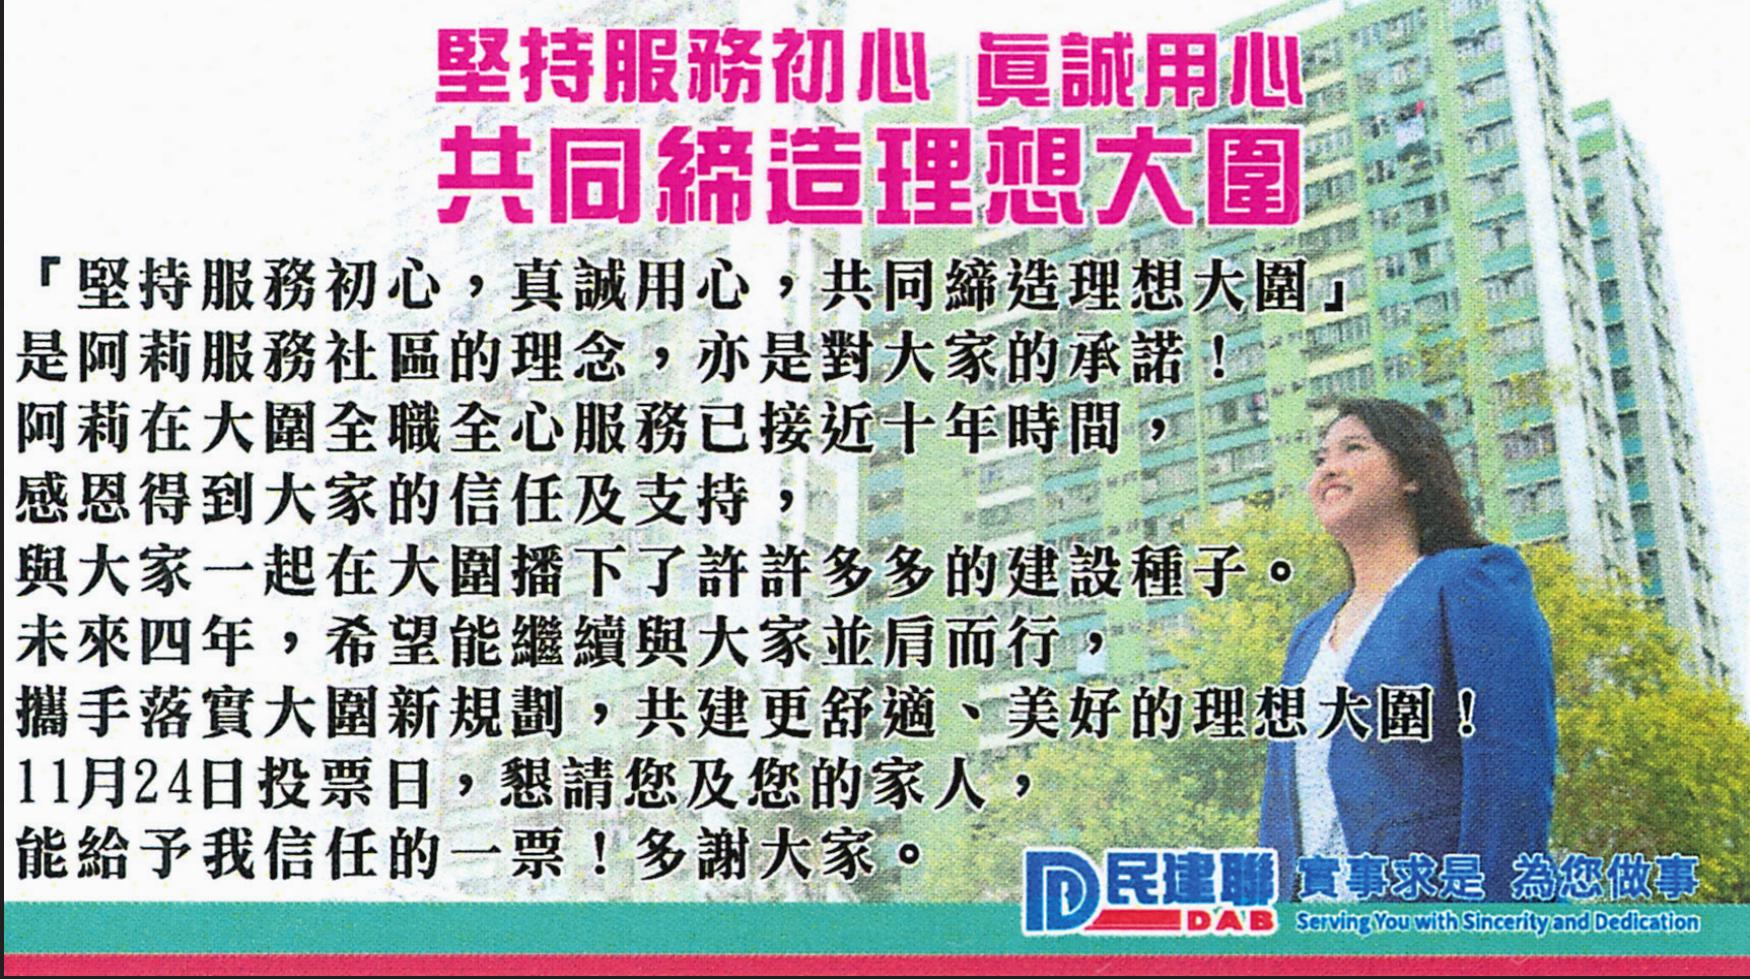 堅持服務初心 真誠用心
共同締造理想大圍
「堅持服務初心，真誠用心，共同締造理想大圍」
是阿莉服務社區的理念，亦是對大家的承諾！
阿莉在大圍全職全心服務已接近十年時間，
感恩得到大家的信任及支持，
與大家一起在大圍播下了許許多多的建設種子。
未來四年，希望能繼續與大家並肩而行，
攜手落實大圍新規劃，共建更舒適、美好的理想大圍！
11月24日投票日，懇請您及您的家人，
能給予我信任的一票！多謝大家。
民建聯 實事求是 為您做事
DAB Serving You with Sincerity and Dedication